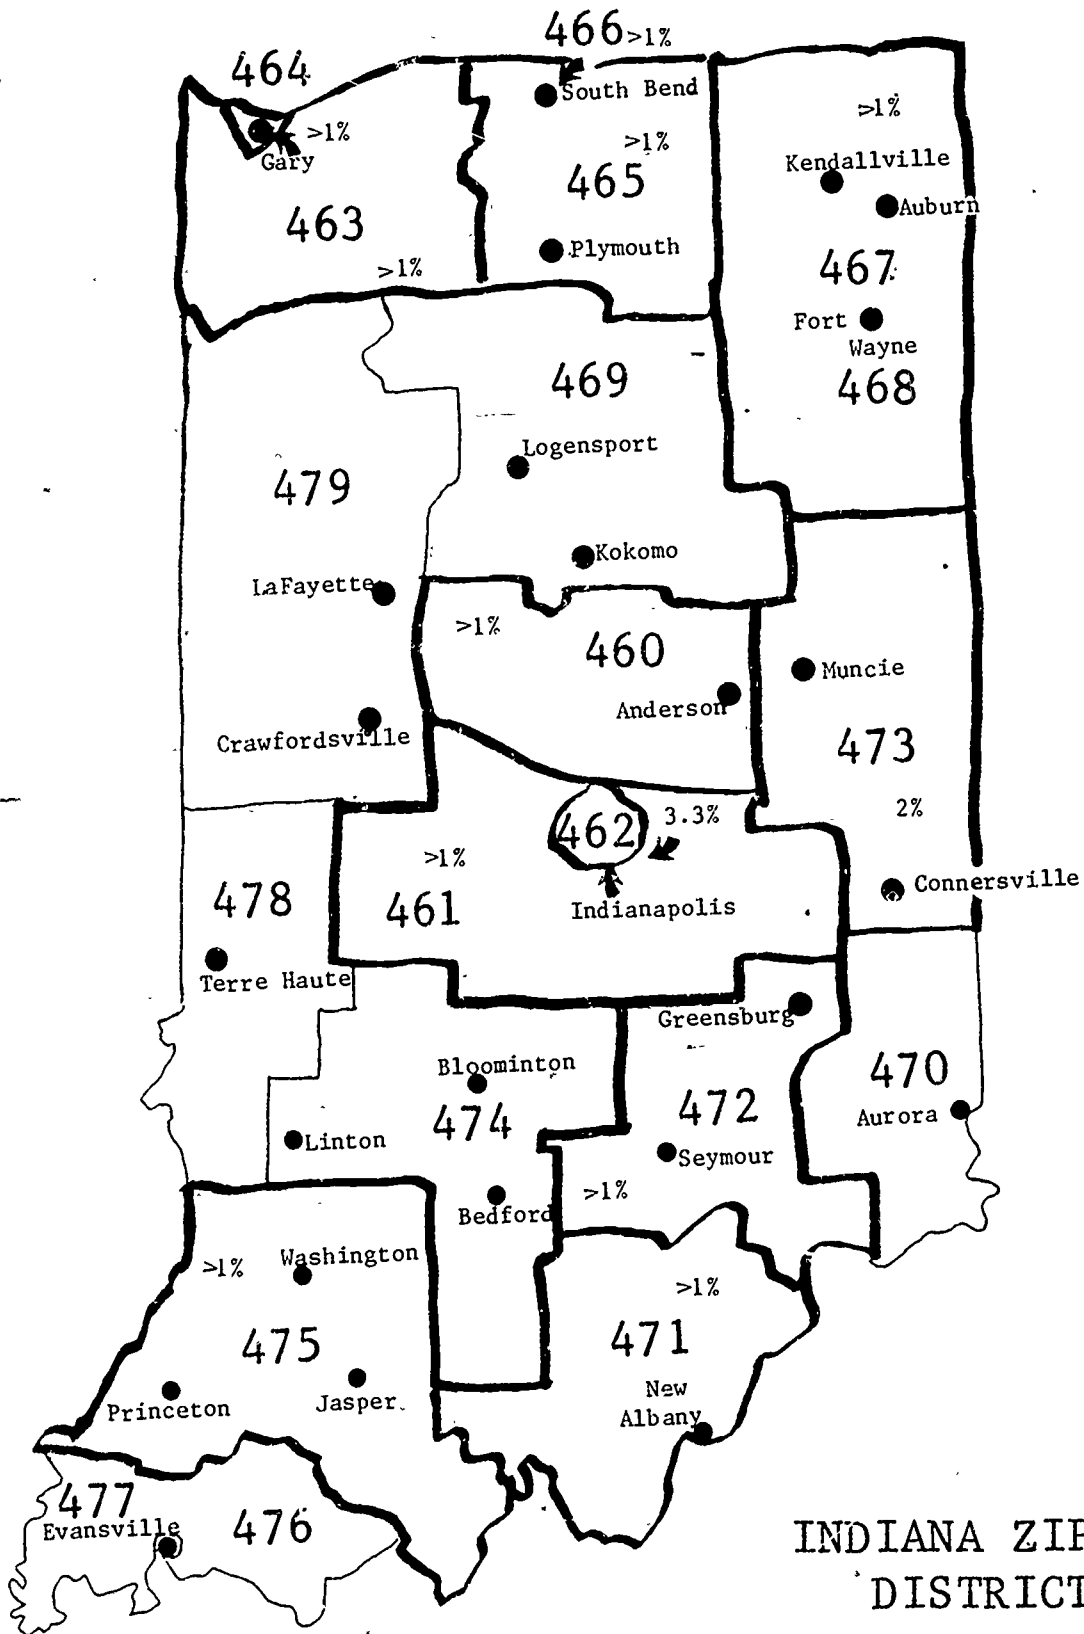 466 >1%
464
South Bend
>1%
>1%
>1%
Gary
Kendallville
465
Auburn
463
Plymouth
467
>1%
Fort
Wayne
469
468
Logensport
479
Kokomo
LaFayette
>1%
460
Muncie
Anderson
Crawfordsville
473
2%
3.3%
462
>1%
478
461
Connersville
Indianapolis
Terre Haute
Greensburg
Bloominton
470
472
Aurora
474
Linton
Seymour
>1%
Bedford
Washington
>1%
>1%
475
471
New
Albany
Princeton
Jasper
477
Evansville
476
INDIANA ZIP
DISTRICT